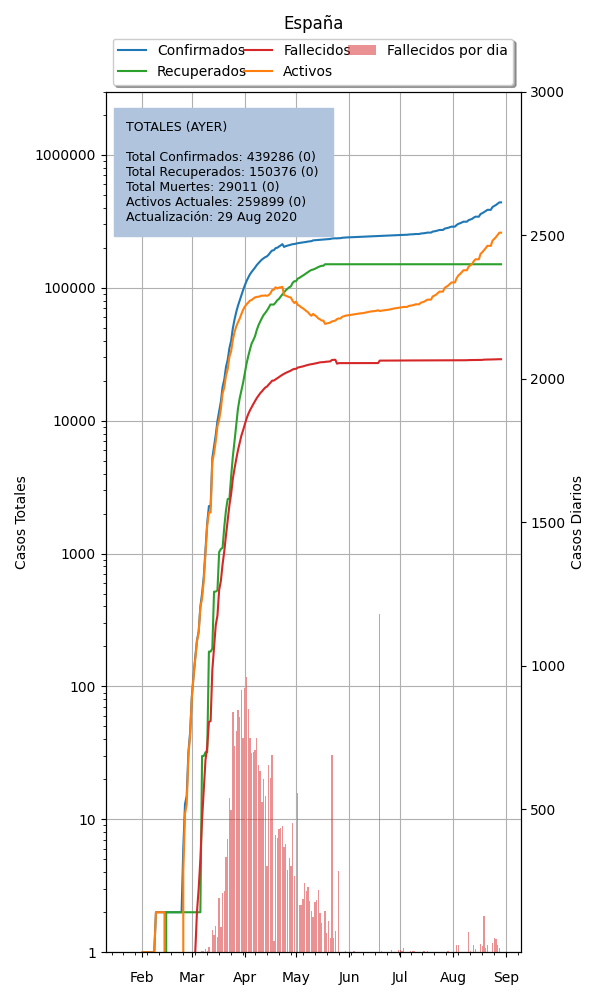 España
Confirmados
Fallecidos
Fallecidos por dia
Recuperados
Activos
TOTALES (AYER)
Total Confirmados: 439286 (0)
Total Recuperados: 150376 (0)
Total Muertes: 29011 (0)
Activos Actuales: 259899 (0)
Actualización: 29 Aug 2020
1000000
100000
10000
1000
100
10
1
3000
2500
2000
1500
1000
500
Casos Totales
Casos Diarios
Feb Mar Apr May Jun Jul Aug Sep